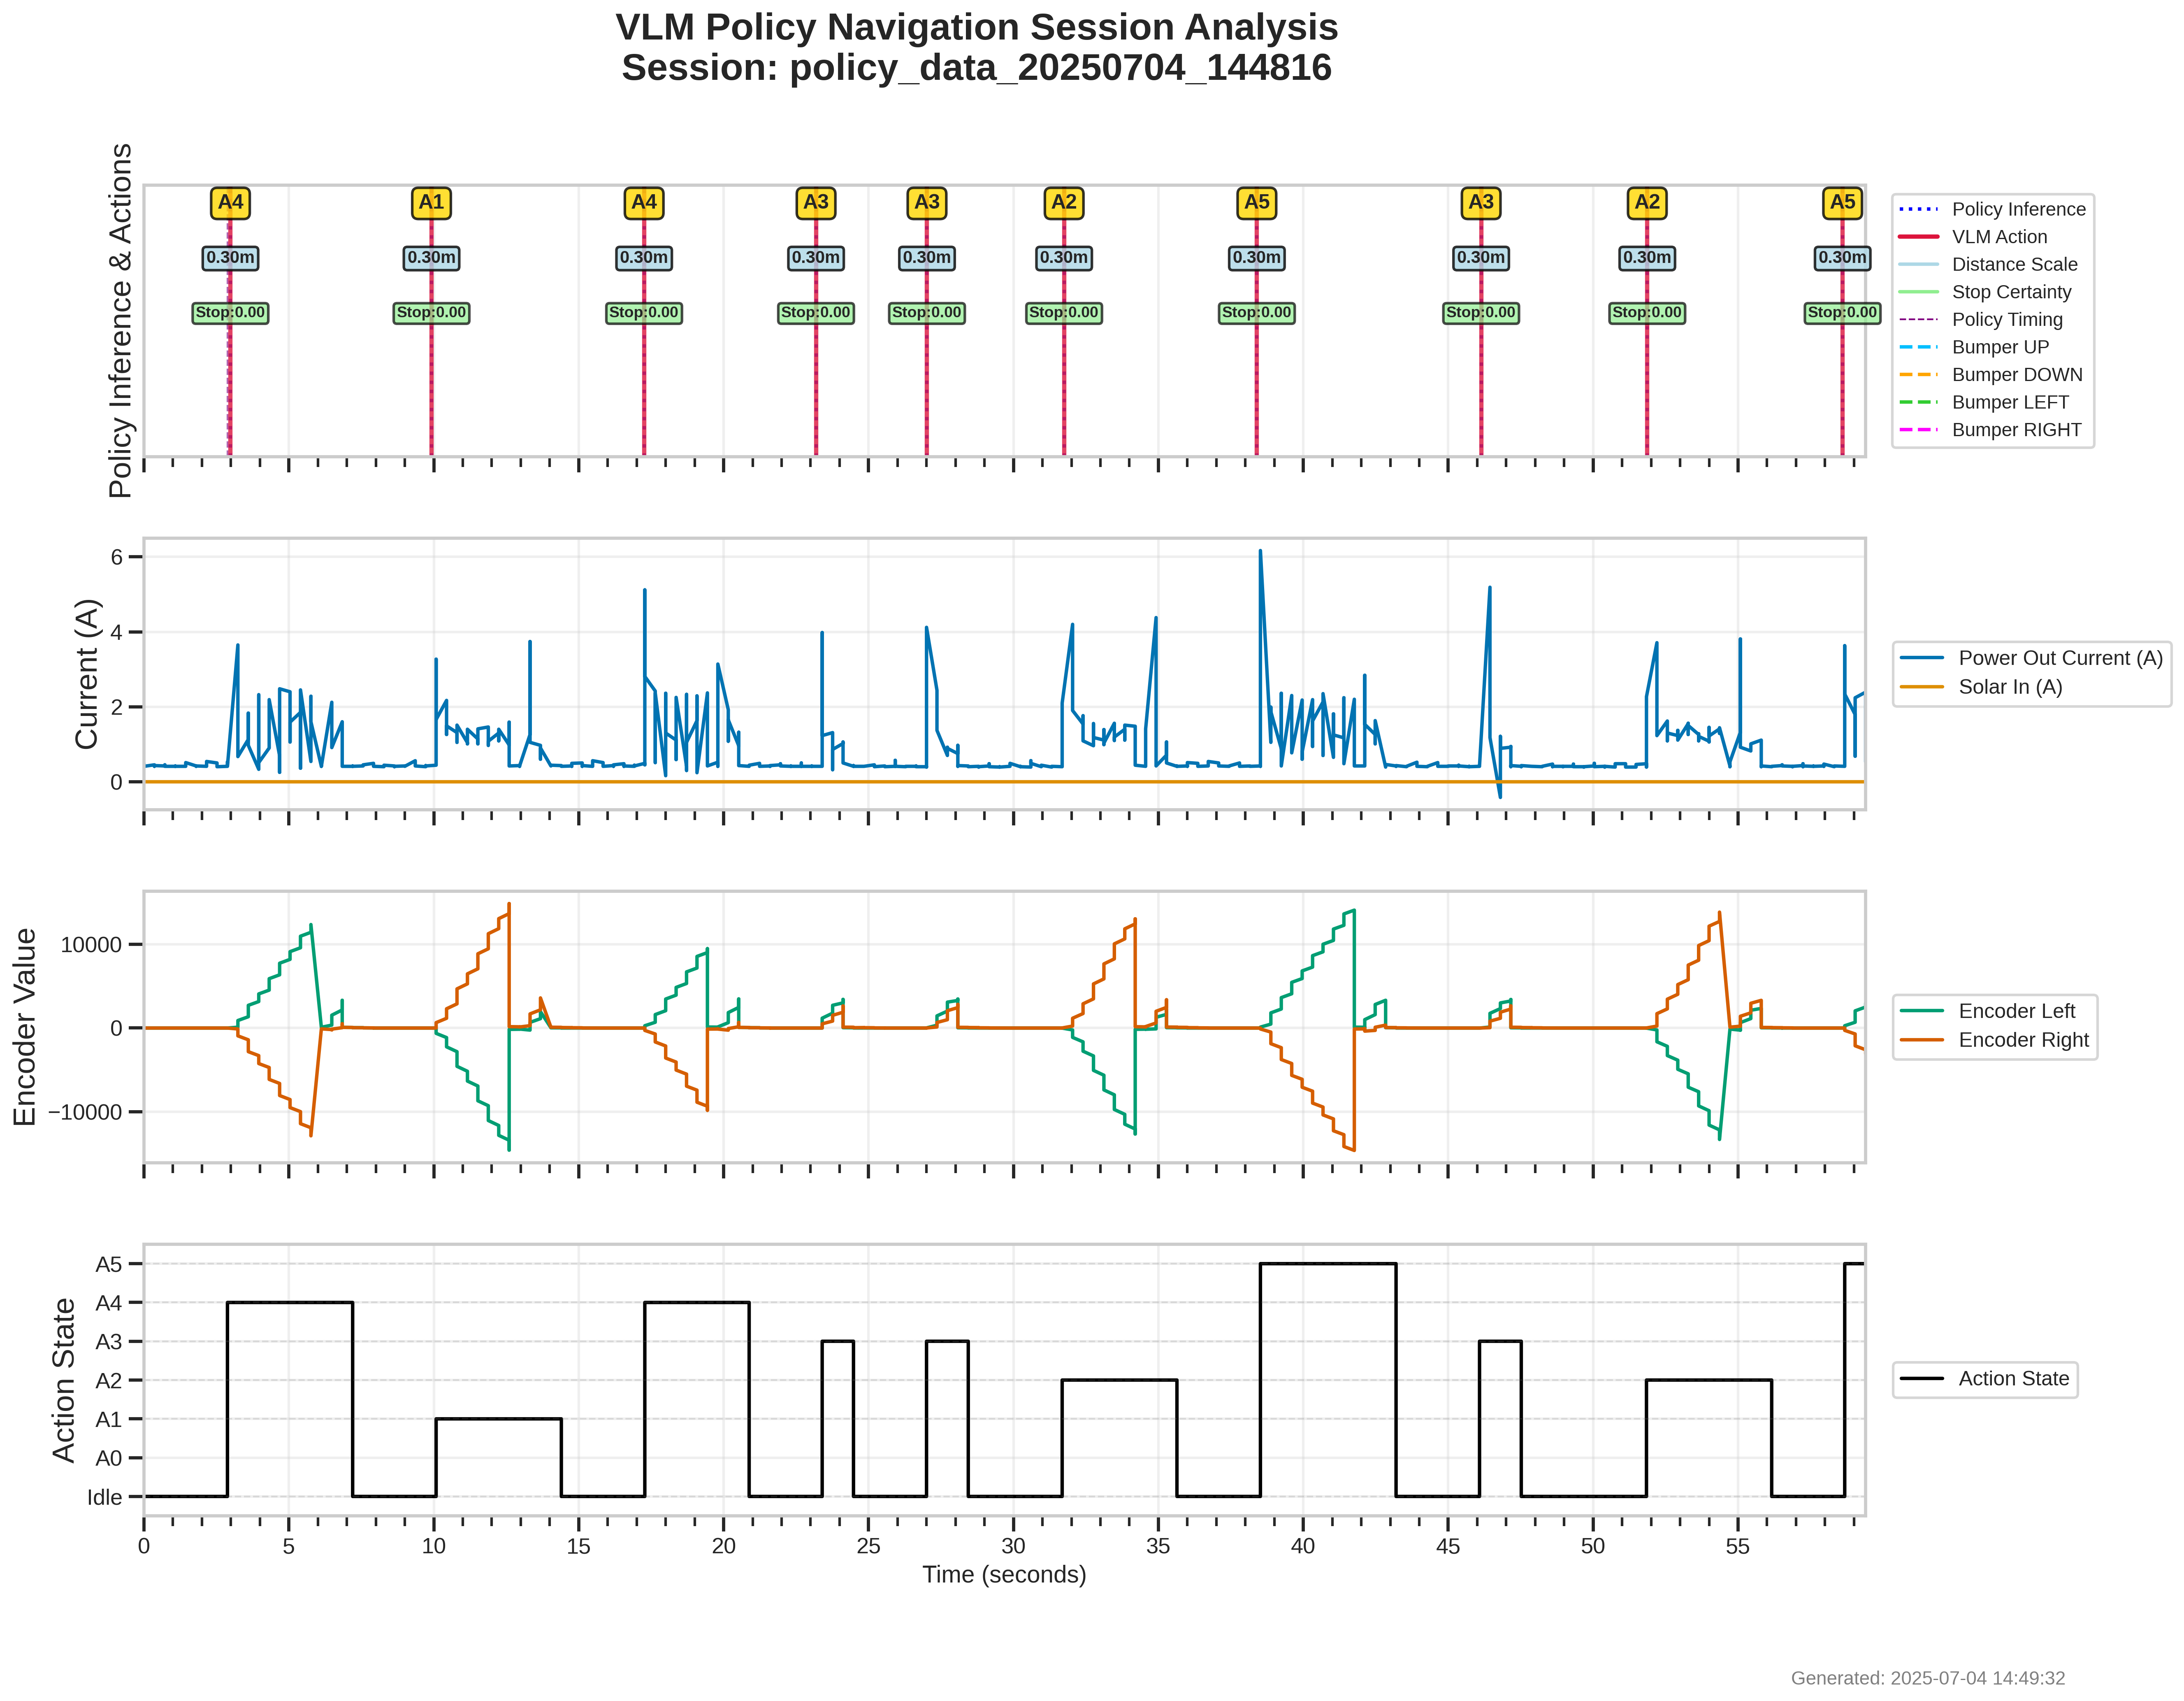 VLM Policy Navigation Session Analysis
Session: policy_data_20250704_144816
Policy Inference & Actions
A4 A1 A4 A3 A3 A2 A5 A3 A2 A5
0.30m 0.30m 0.30m 0.30m 0.30m 0.30m 0.30m 0.30m 0.30m 0.30m
Stop:0.00 Stop:0.00 Stop:0.00 Stop:0.00 Stop:0.00 Stop:0.00 Stop:0.00 Stop:0.00 Stop:0.00 Stop:0.00
Policy Inference
VLM Action
Distance Scale
Stop Certainty
Policy Timing
Bumper UP
Bumper DOWN
Bumper LEFT
Bumper RIGHT
Current (A)
6
4
2
0
Power Out Current (A)
Solar In (A)
Encoder Value
10000
0
−10000
Encoder Left
Encoder Right
Action State
A5
A4
A3
A2
A1
A0
Idle
Action State
0 5 10 15 20 25 30 35 40 45 50 55
Time (seconds)
Generated: 2025-07-04 14:49:32